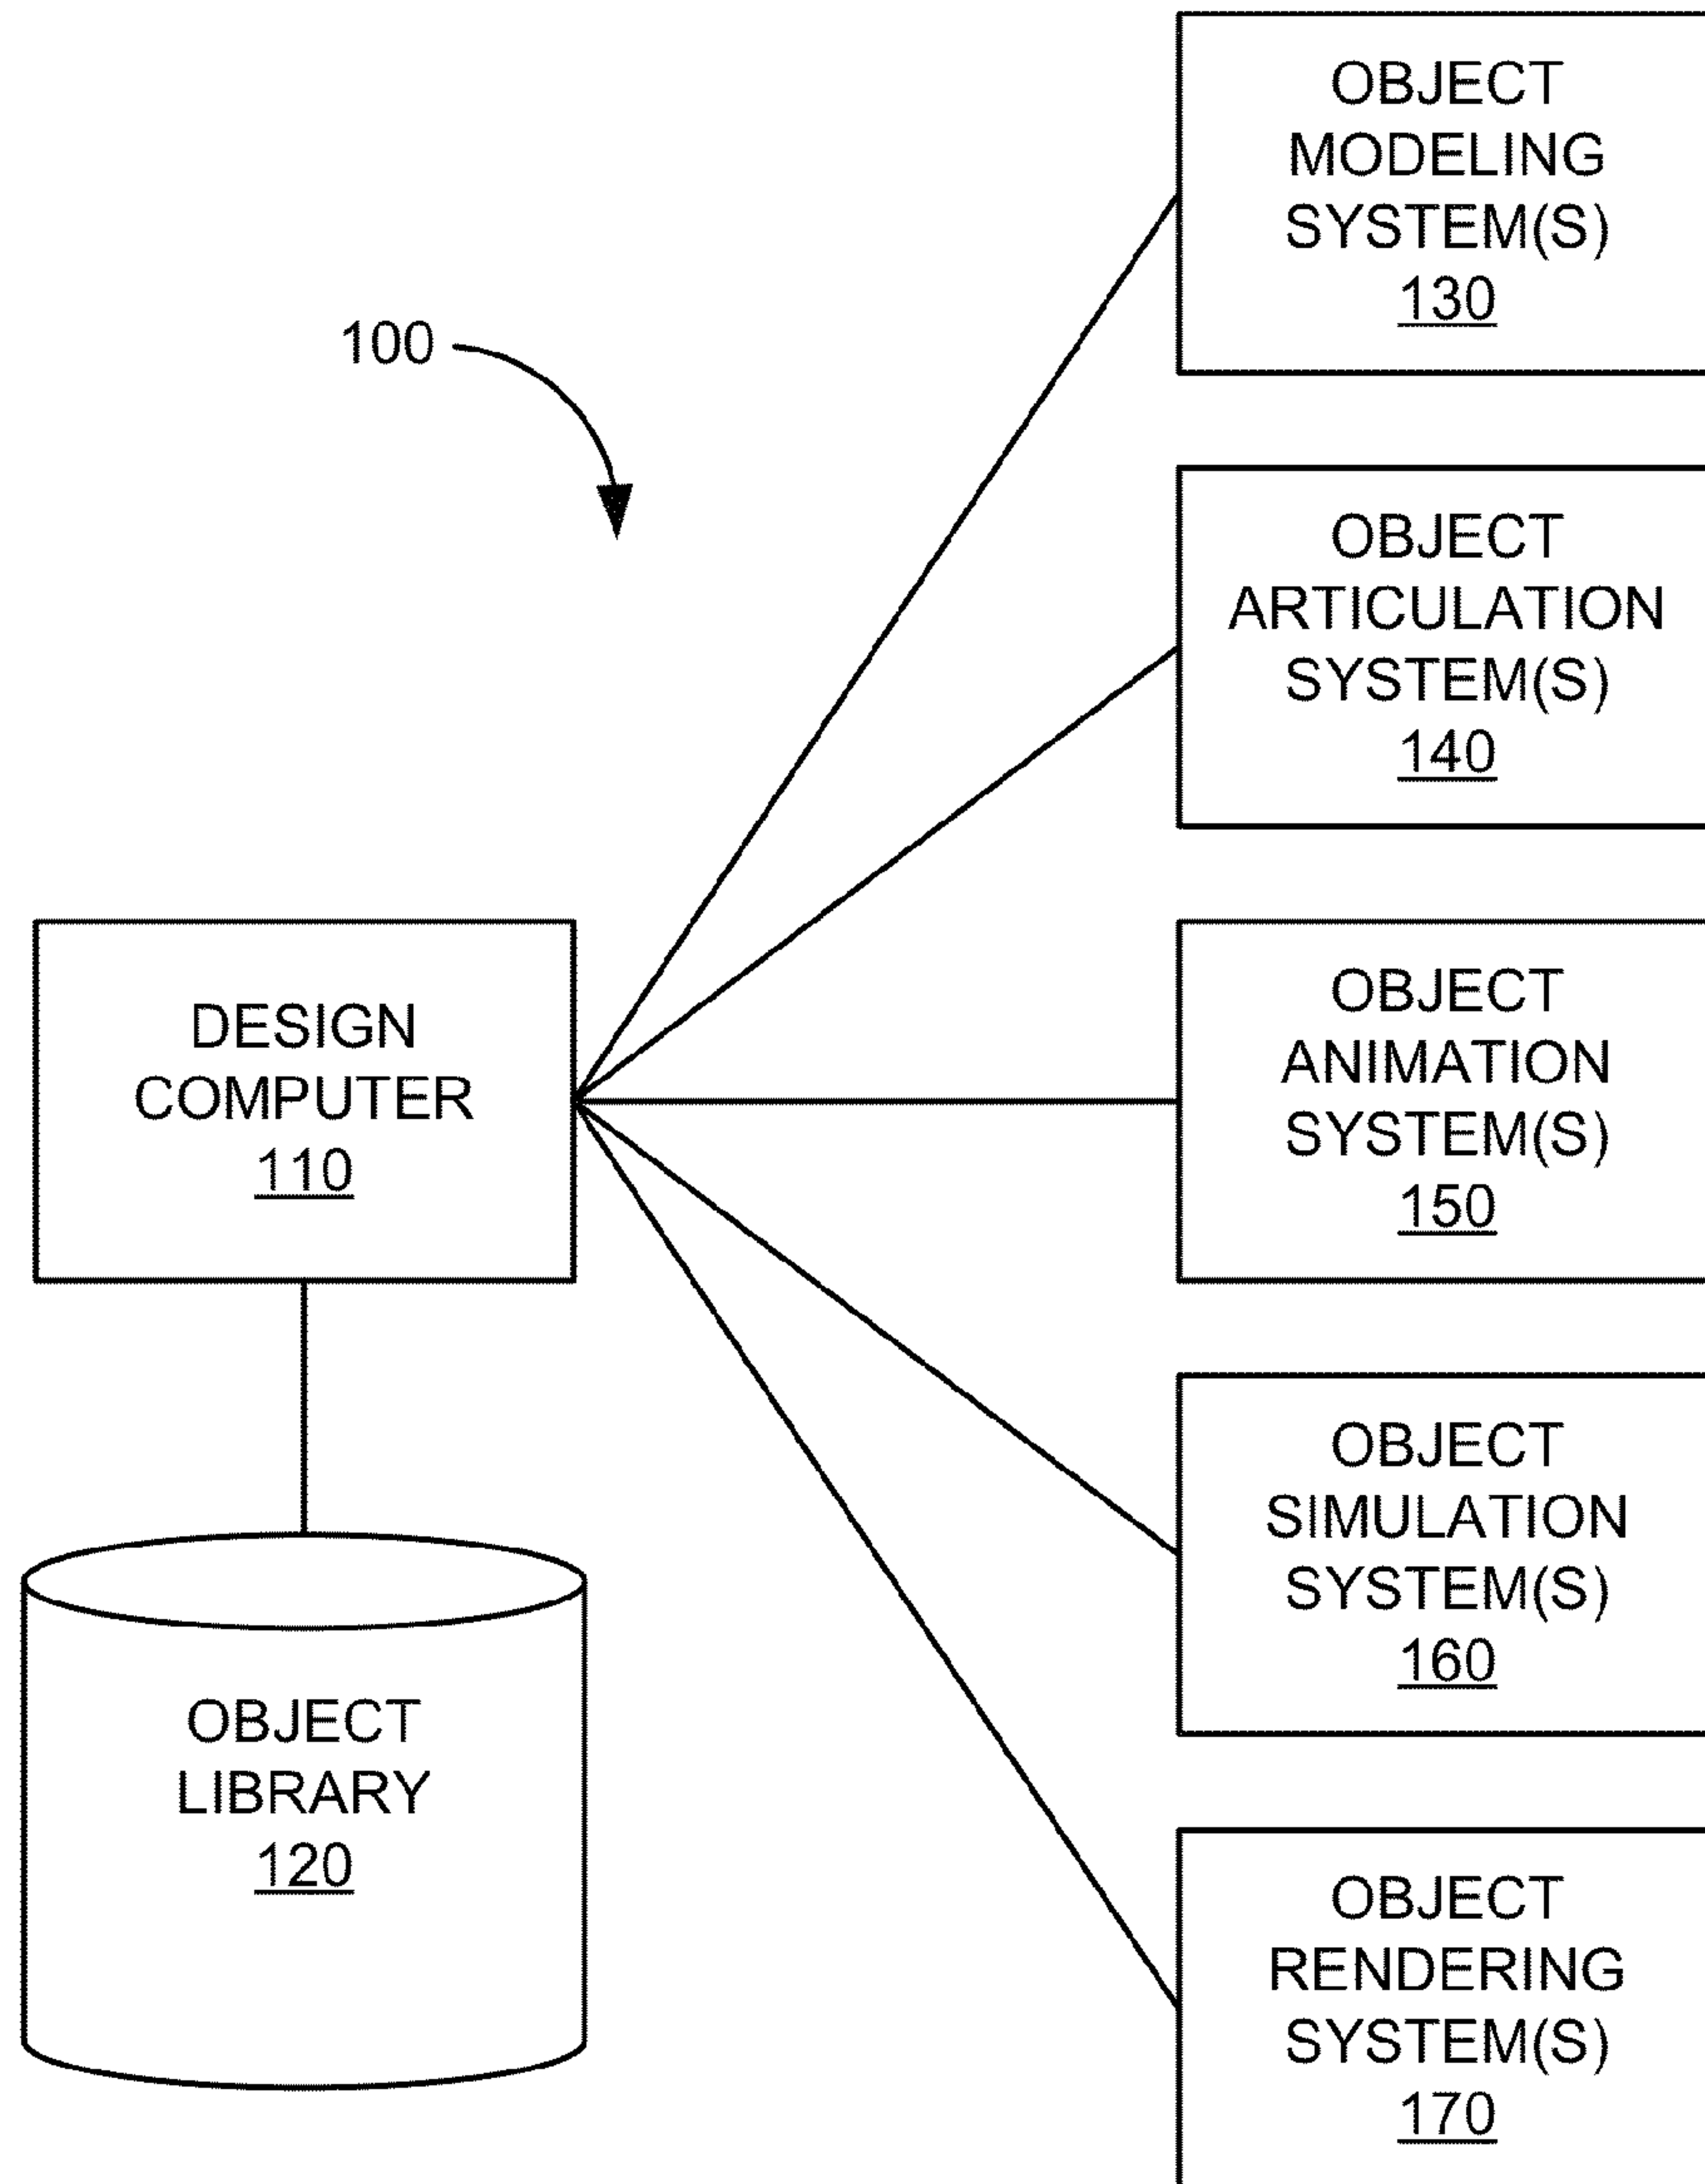 OBJECT
MODELING
SYSTEM(S)
130
100
OBJECT
ARTICULATION
SYSTEM(S)
140
DESIGN
COMPUTER
110
OBJECT
ANIMATION
SYSTEM(S)
150
OBJECT
SIMULATION
SYSTEM(S)
160
OBJECT
LIBRARY
120
OBJECT
RENDERING
SYSTEM(S)
170